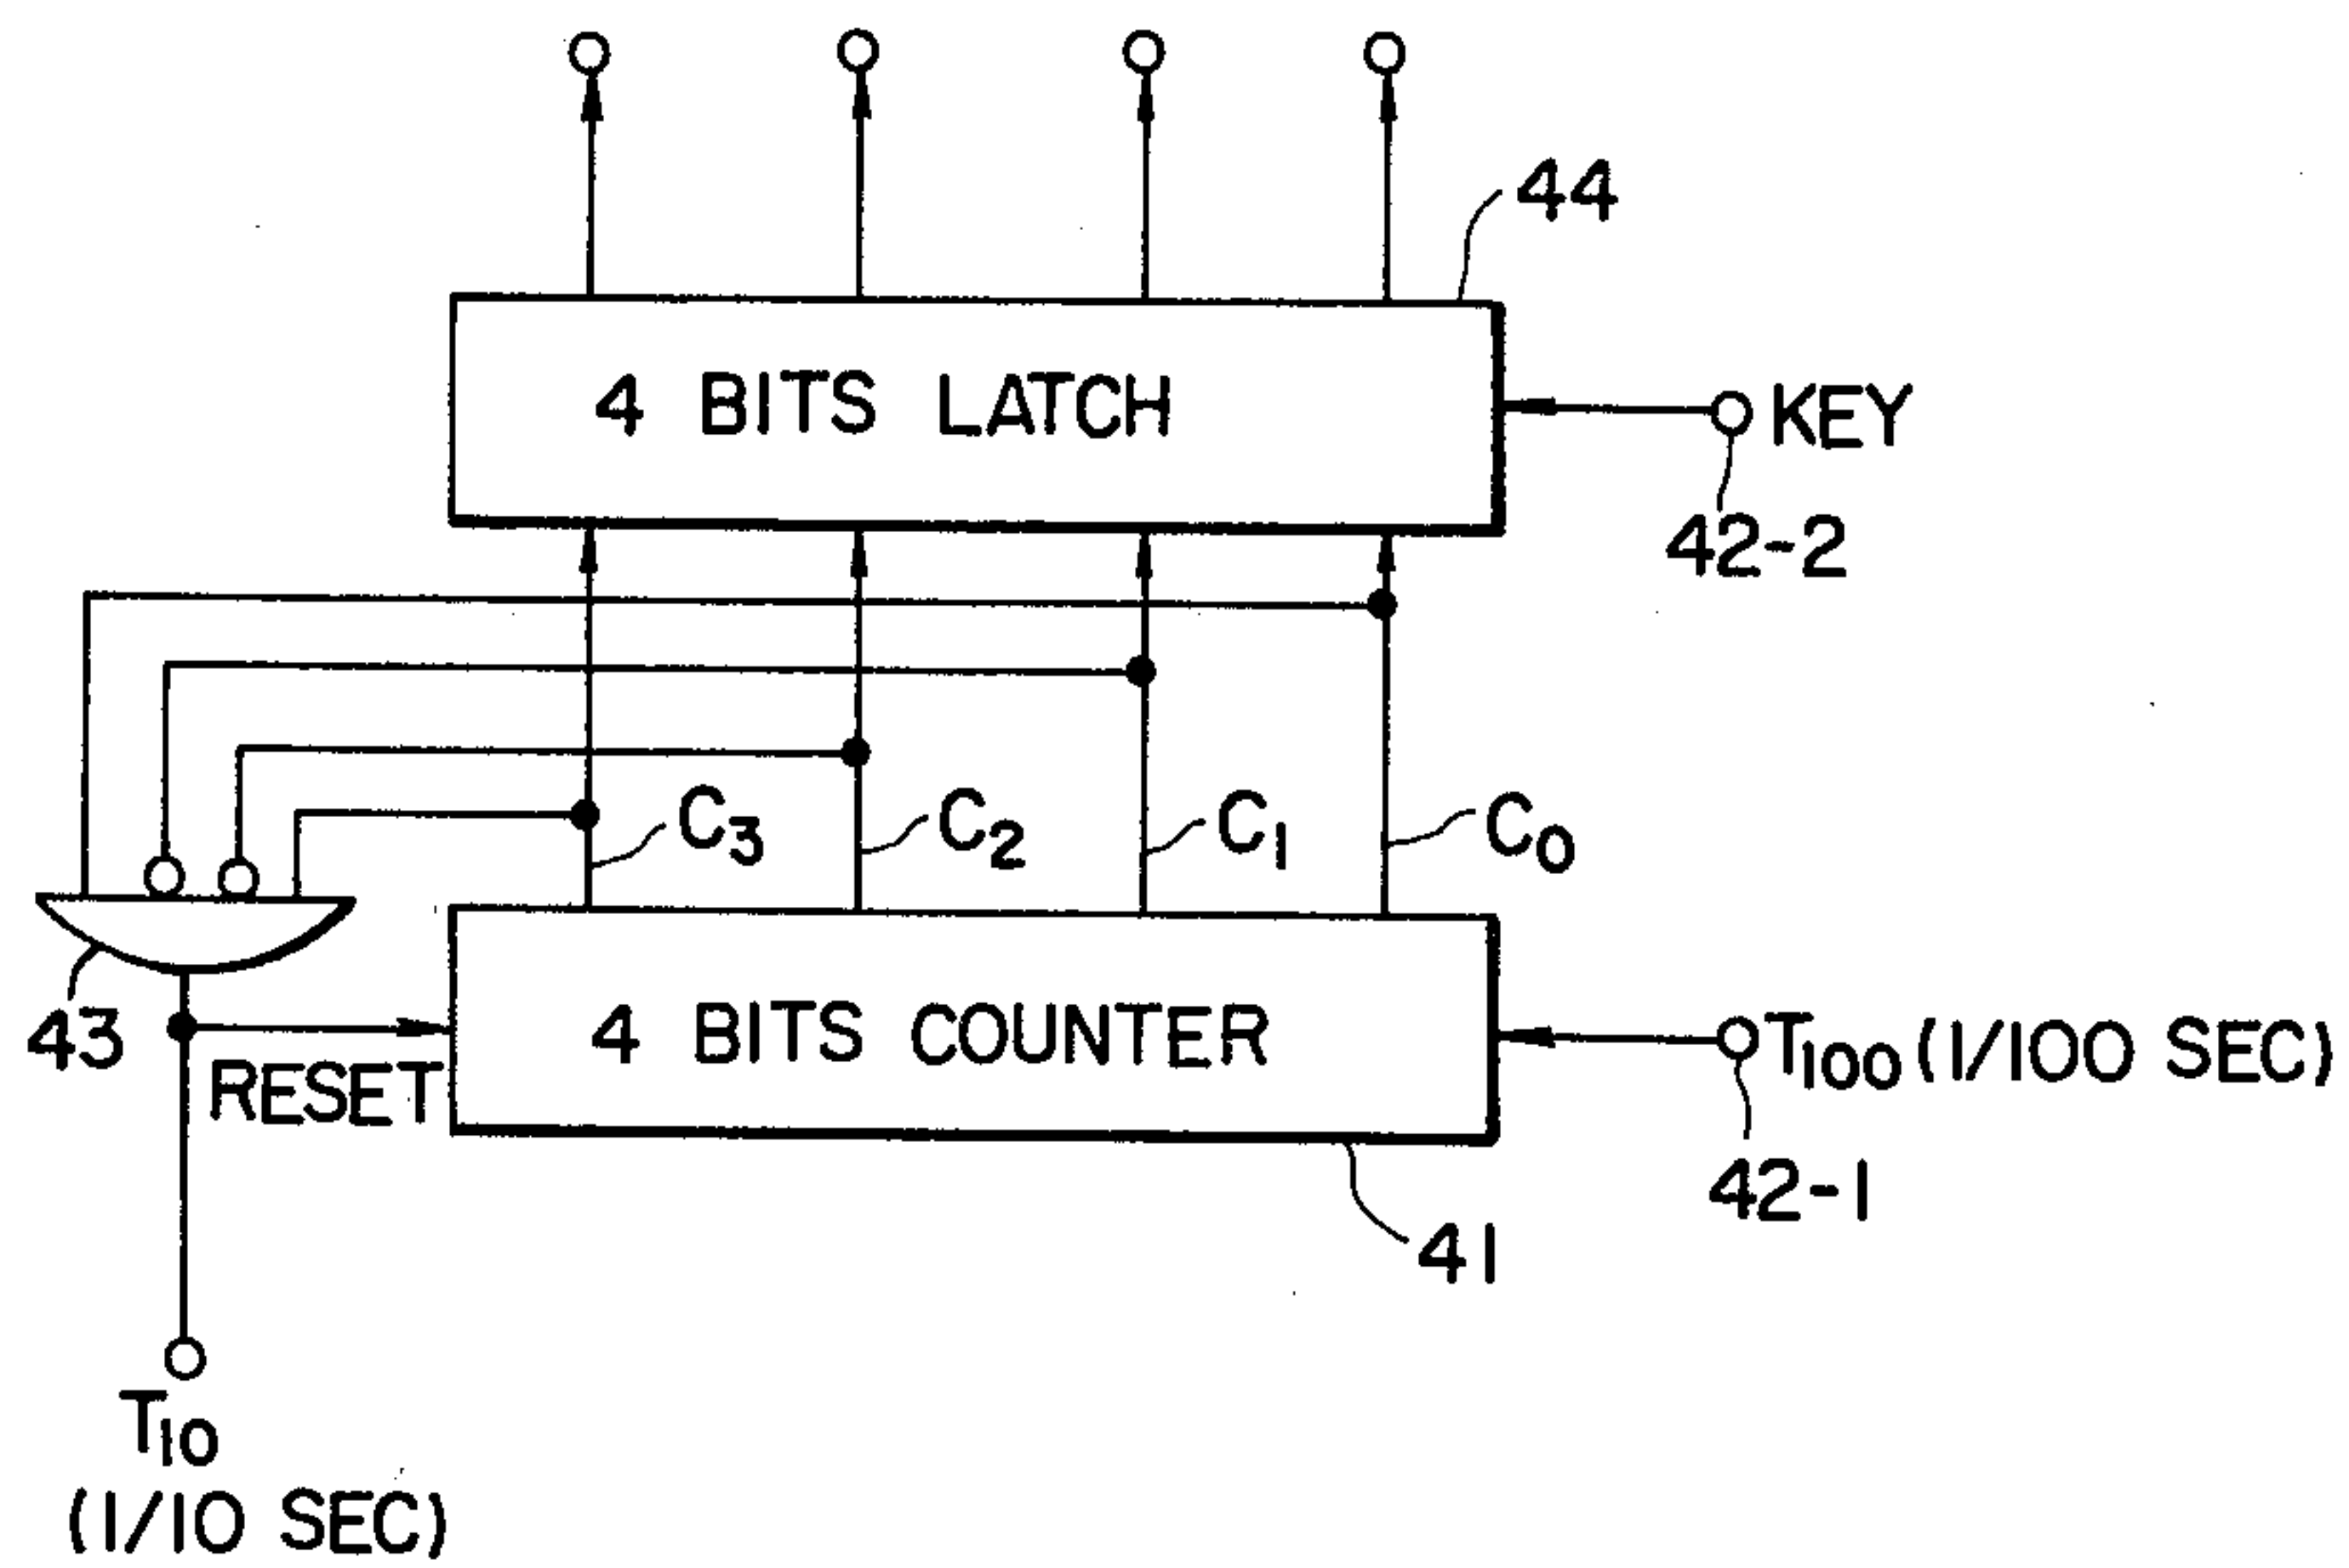 44
4 BITS LATCH
KEY
42-2
C3 C2 C1 C0
43
RESET
4 BITS COUNTER
T100 (1/100 SEC)
42-1
41
T10
(1/10 SEC)